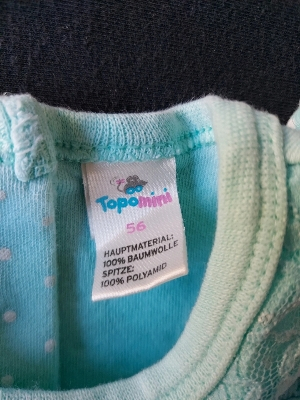 Topomini
56
HAUPTMATERIAL:
100% BAUMWOLLE
SPITZE:
100% POLYAMID